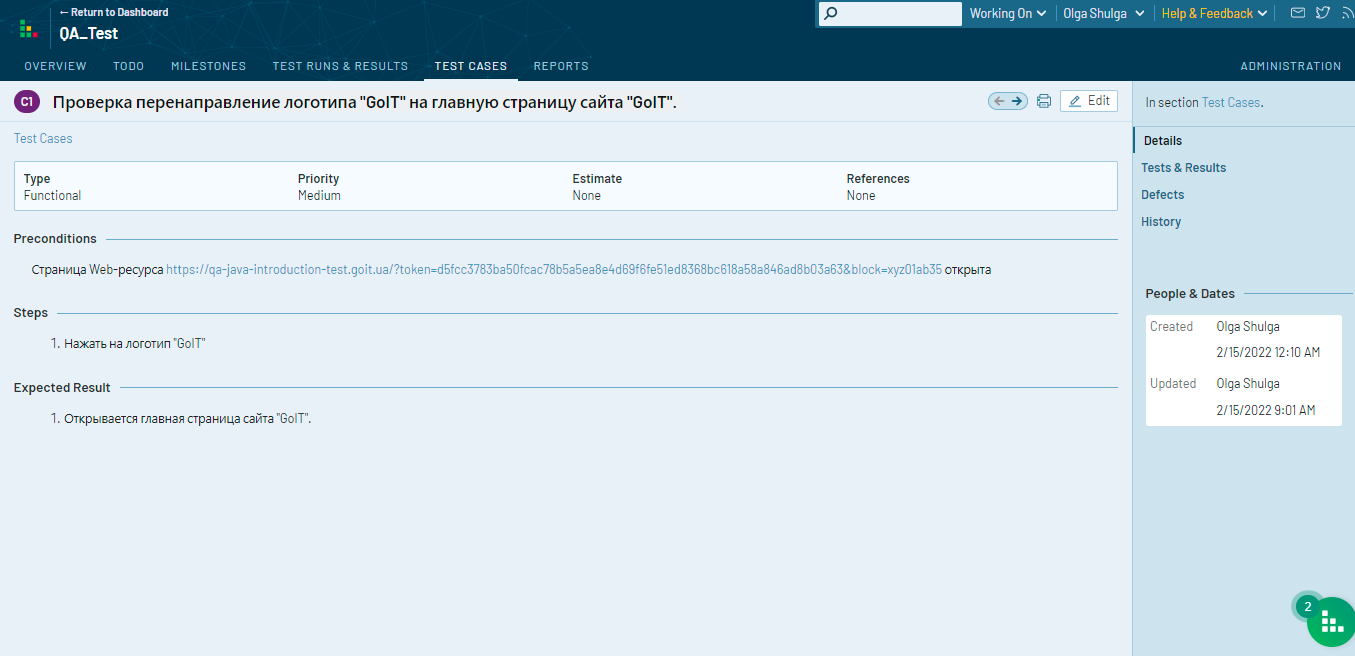 ← Return to Dashboard
QA_Test
Working On
Olga Shulga
Help & Feedback
OVERVIEW
TODO
MILESTONES
TEST RUNS & RESULTS
TEST CASES
REPORTS
ADMINISTRATION
C1
Проверка перенаправление логотипа "GoIT" на главную страницу сайта "GoIT".
Edit
In section Test Cases.
Test Cases
Details
Tests & Results
Defects
History
Type
Functional
Priority
Medium
Estimate
None
References
None
Preconditions
Страница Web-ресурса https://qa-java-introduction-test.goit.ua/?token=d5fcc3783ba50fcac78b5a5ea8e4d69f6fe51ed8368bc618a58a846ad8b03a63&block=xyz01ab35 открыта
Steps
1. Нажать на логотип "GoIT"
Expected Result
1. Открывается главная страница сайта "GoIT".
People & Dates
Created
Olga Shulga
2/15/2022 12:10 AM
Updated
Olga Shulga
2/15/2022 9:01 AM
2